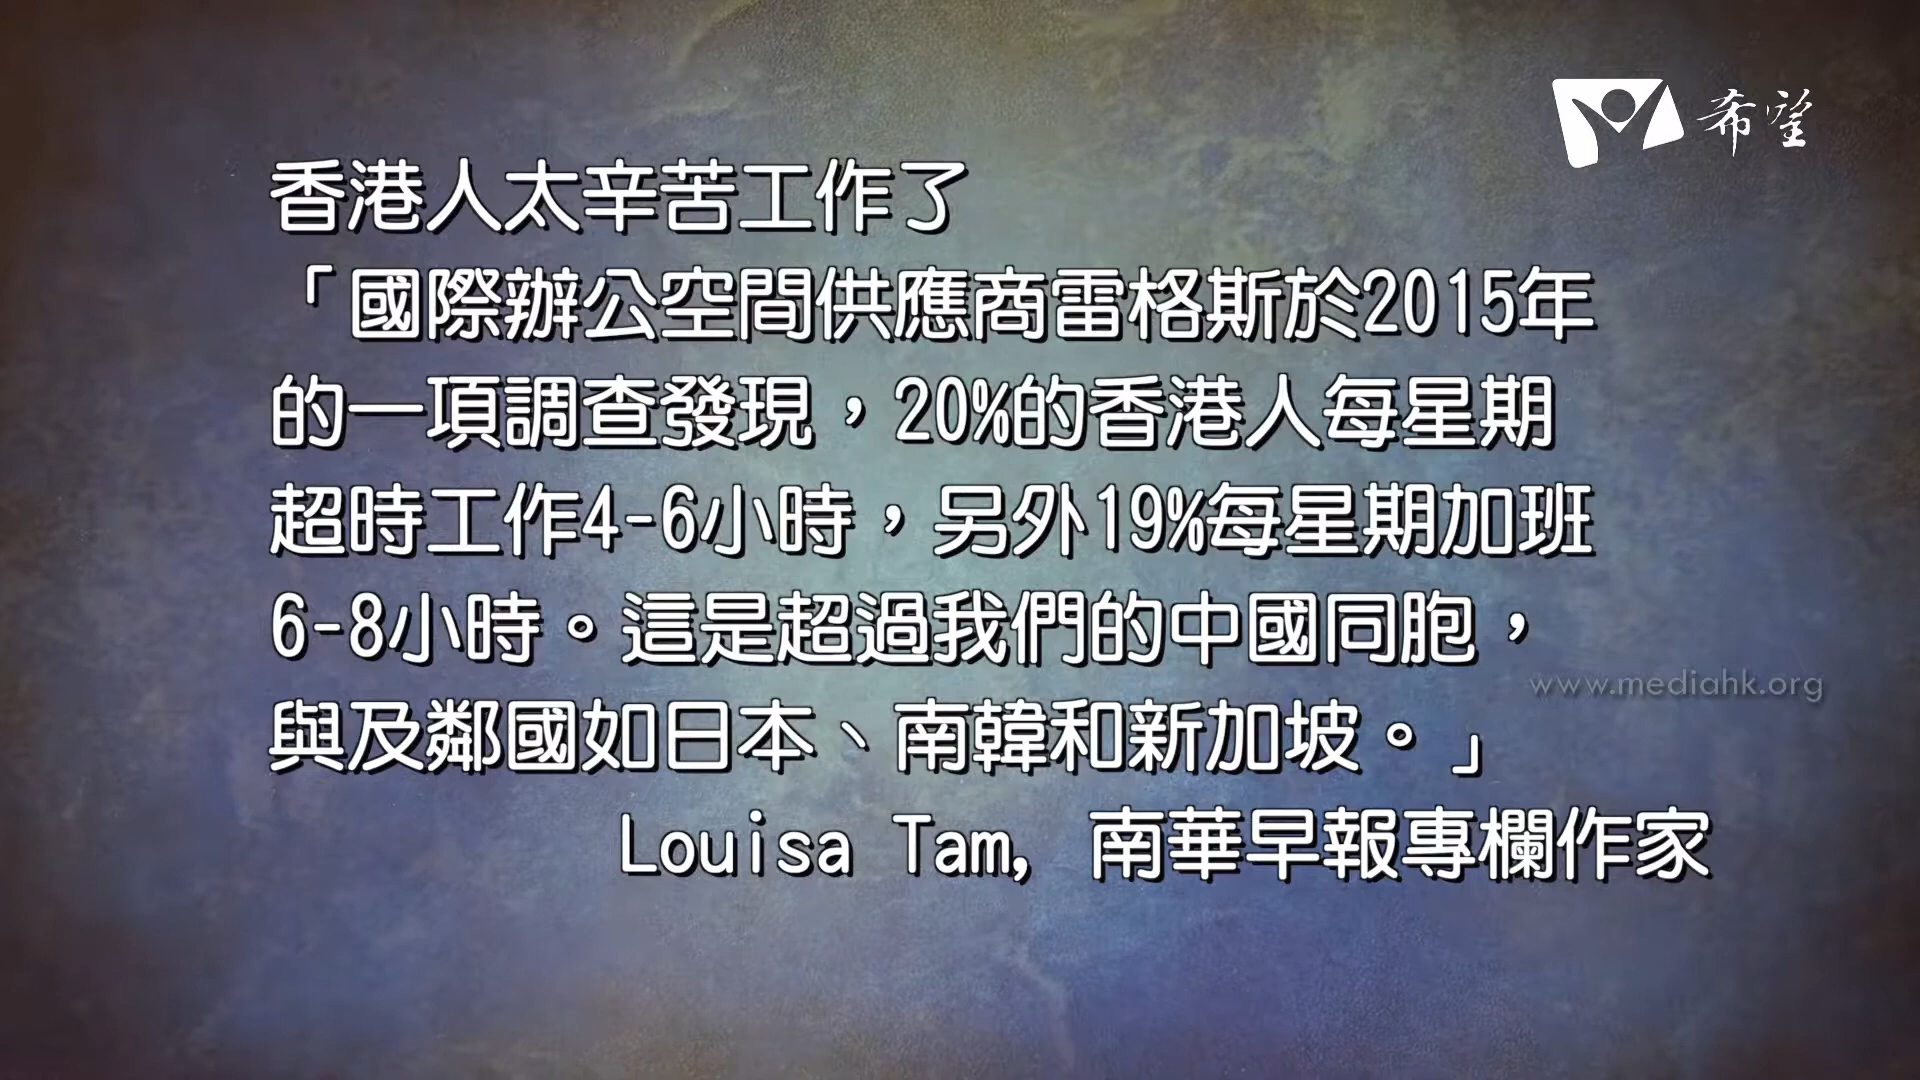 希望
香港人太辛苦工作了
「國際辦公空間供應商雷格斯於2015年
的一項調查發現，20%的香港人每星期
超時工作4-6小時，另外19%每星期加班
6-8小時。這是超過我們的中國同胞，
www.mediahk.org
與及鄰國如日本、南韓和新加坡。」
Louisa Tam, 南華早報專欄作家